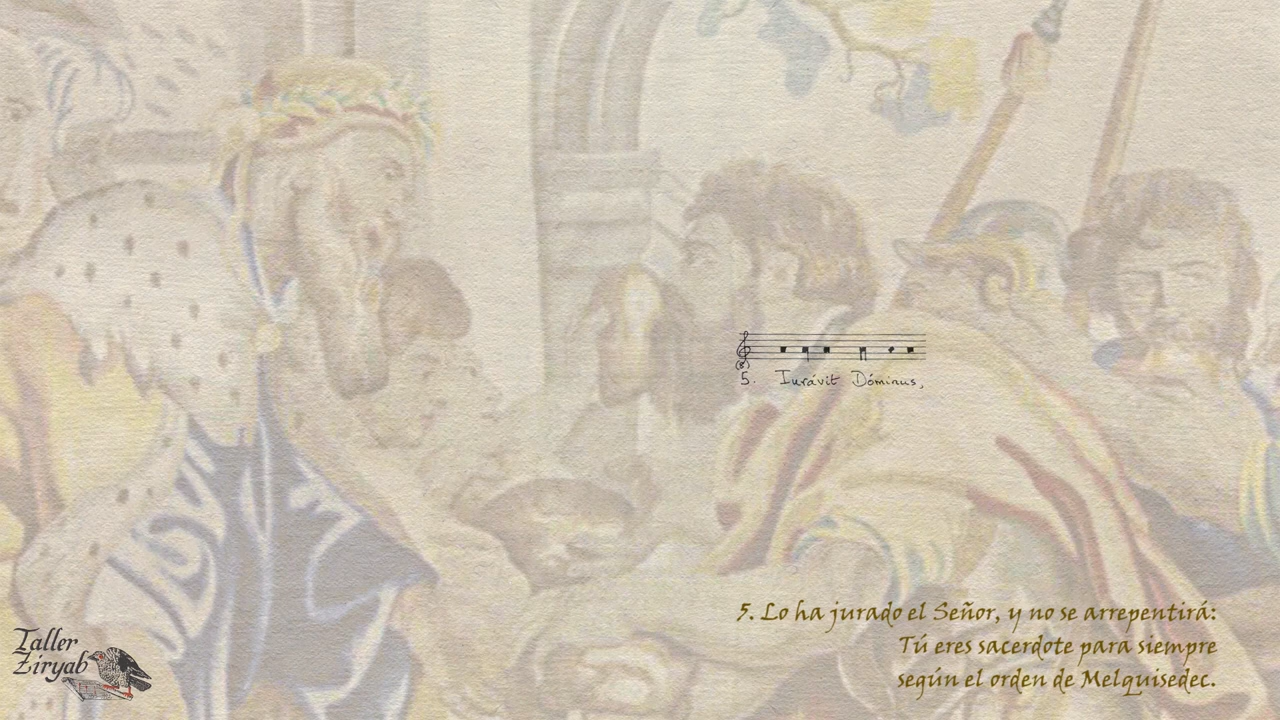 5. Iurávit Dóminus,
5. Lo ha jurado el Señor, y no se arrepentirá:
Tú eres sacerdote para siempre
según el orden de Melquisedec.
Taller
Ziryab